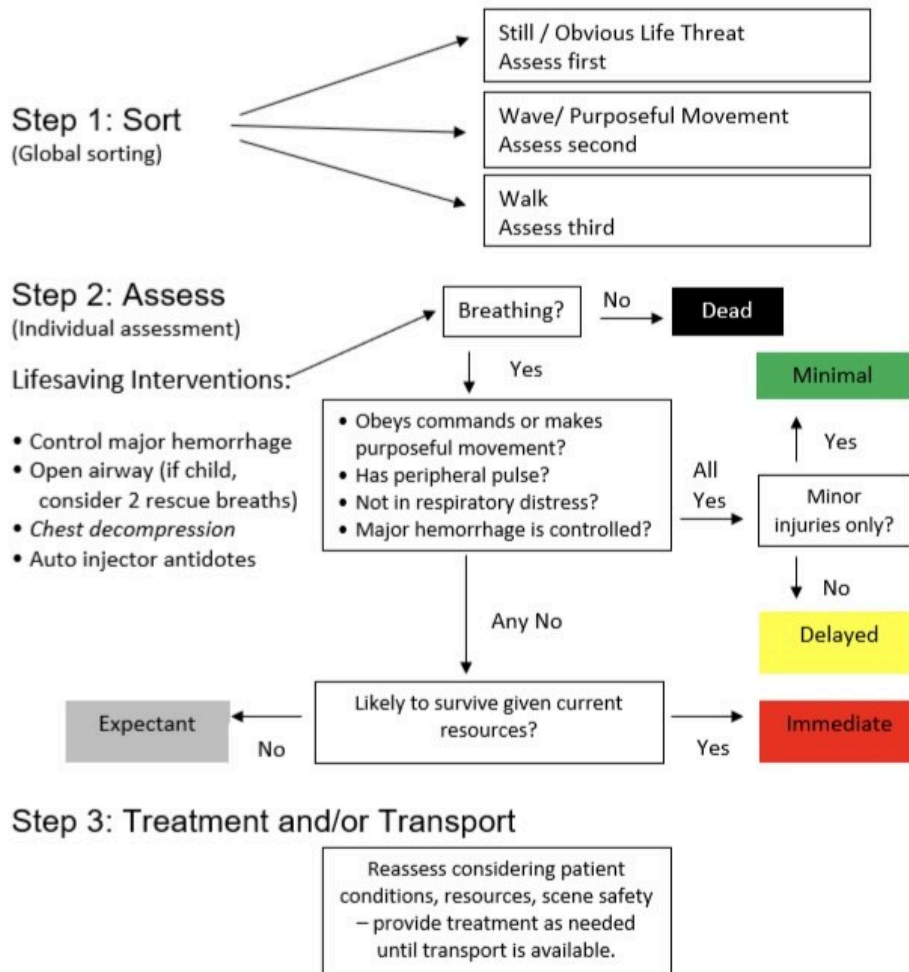 Step 1: Sort
(Global sorting)
Still / Obvious Life Threat
Assess first
Wave/ Purposeful Movement
Assess second
Walk
Assess third
Step 2: Assess
(Individual assessment)
Lifesaving Interventions:
• Control major hemorrhage
• Open airway (if child,
consider 2 rescue breaths)
• Chest decompression
• Auto injector antidotes
Breathing?
No
Dead
Yes
• Obeys commands or makes
purposeful movement?
• Has peripheral pulse?
• Not in respiratory distress?
• Major hemorrhage is controlled?
All
Yes
Minor
injuries only?
Yes
Minimal
No
Delayed
Any No
Likely to survive given current
resources?
No
Expectant
Yes
Immediate
Step 3: Treatment and/or Transport
Reassess considering patient
conditions, resources, scene safety
– provide treatment as needed
until transport is available.